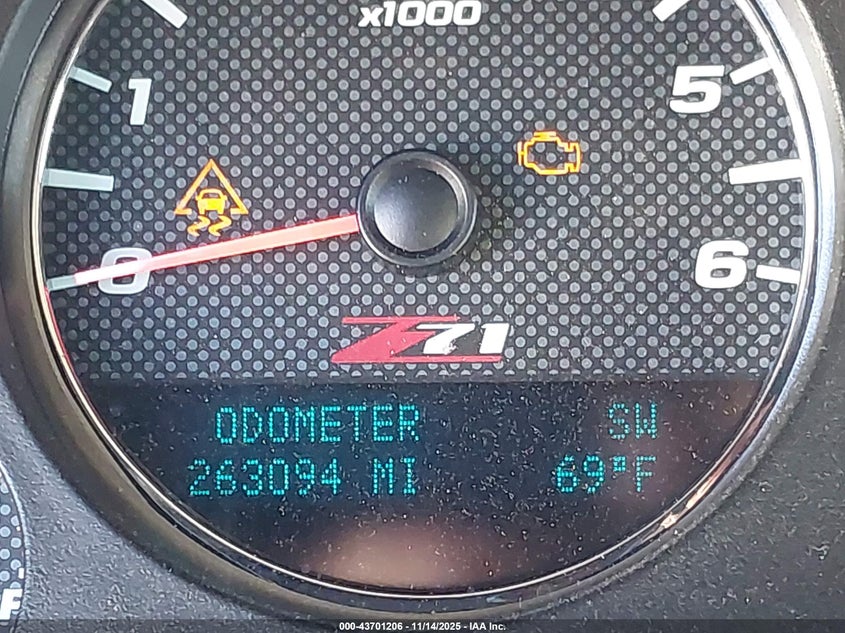 x1000
1
5
0
6
Z71
ODOMETER SW
263094 MI 69°F
F
000-43701206 - 11/14/2025 - IAA Inc.